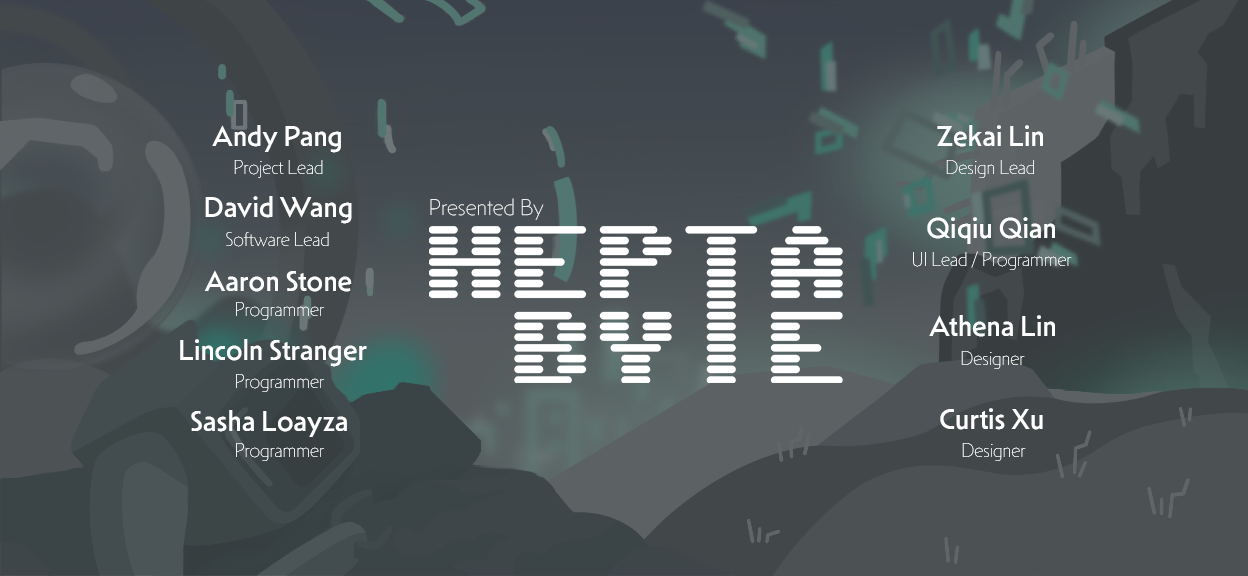 Andy Pang
Project Lead
David Wang
Software Lead
Aaron Stone
Programmer
Lincoln Stranger
Programmer
Sasha Loayza
Programmer
Presented By
HEPTA
BYTE
Zekai Lin
Design Lead
Qiqiu Qian
UI Lead / Programmer
Athena Lin
Designer
Curtis Xu
Designer